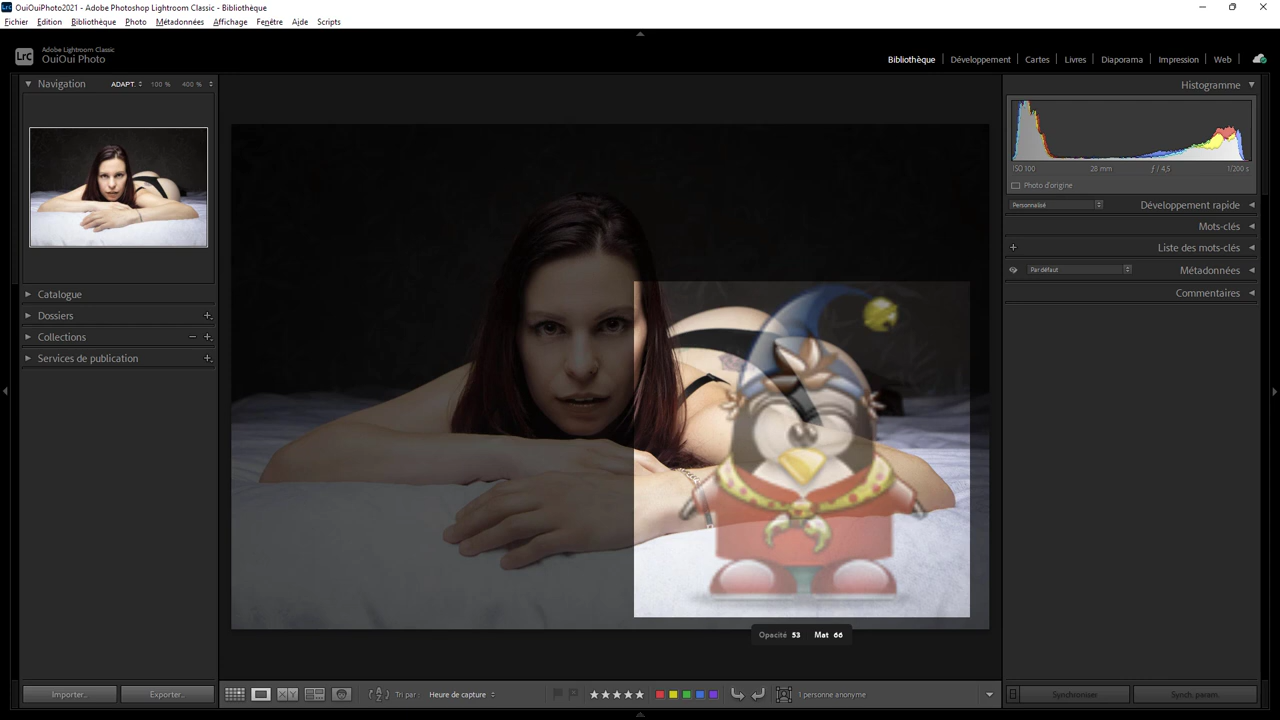 OuiOuiPhoto2021 - Adobe Photoshop Lightroom Classic - Bibliothèque
Fichier Edition Bibliothèque Photo Métadonnées Affichage Fenêtre Aide Scripts
Lrc
Adobe Lightroom Classic
OuiOui Photo
Bibliothèque Développement Cartes Livres Diaporama Impression Web
Navigation ADAPT. 100 % 400 %
Catalogue
Dossiers
Collections
Services de publication
Importer... Exporter...
Opacité 53 Mat 66
XY
Tri par : Heure de capture
1 personne anonyme
Histogramme
ISO 100 28 mm ƒ / 4,5 1/200 s
Photo d'origine
Personnalisé Développement rapide
Mots-clés
Liste des mots-clés
Par défaut Métadonnées
Commentaires
Synchroniser Synch. param.